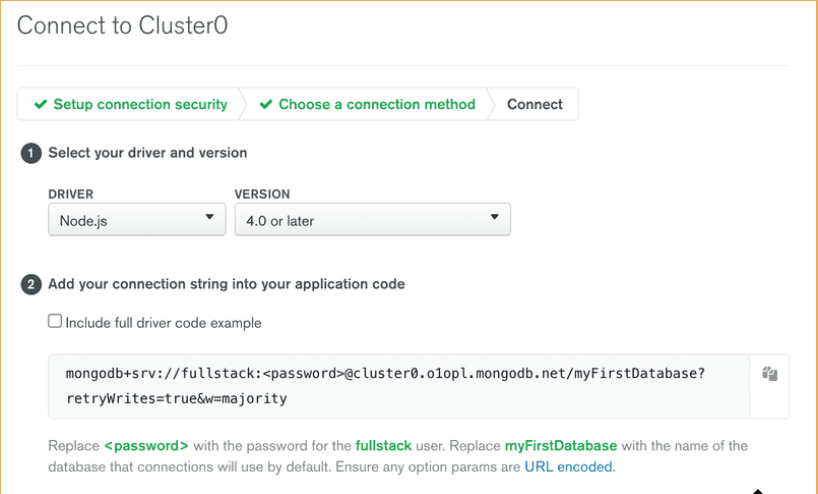 Connect to Cluster0
✔ Setup connection security ✔ Choose a connection method Connect
1 Select your driver and version
DRIVER VERSION
Node.js 4.0 or later
2 Add your connection string into your application code
Include full driver code example
mongodb+srv://fullstack:<password>@cluster0.o1opl.mongodb.net/myFirstDatabase?
retryWrites=true&w=majority
Replace <password> with the password for the fullstack user. Replace myFirstDatabase with the name of the
database that connections will use by default. Ensure any option params are URL encoded.